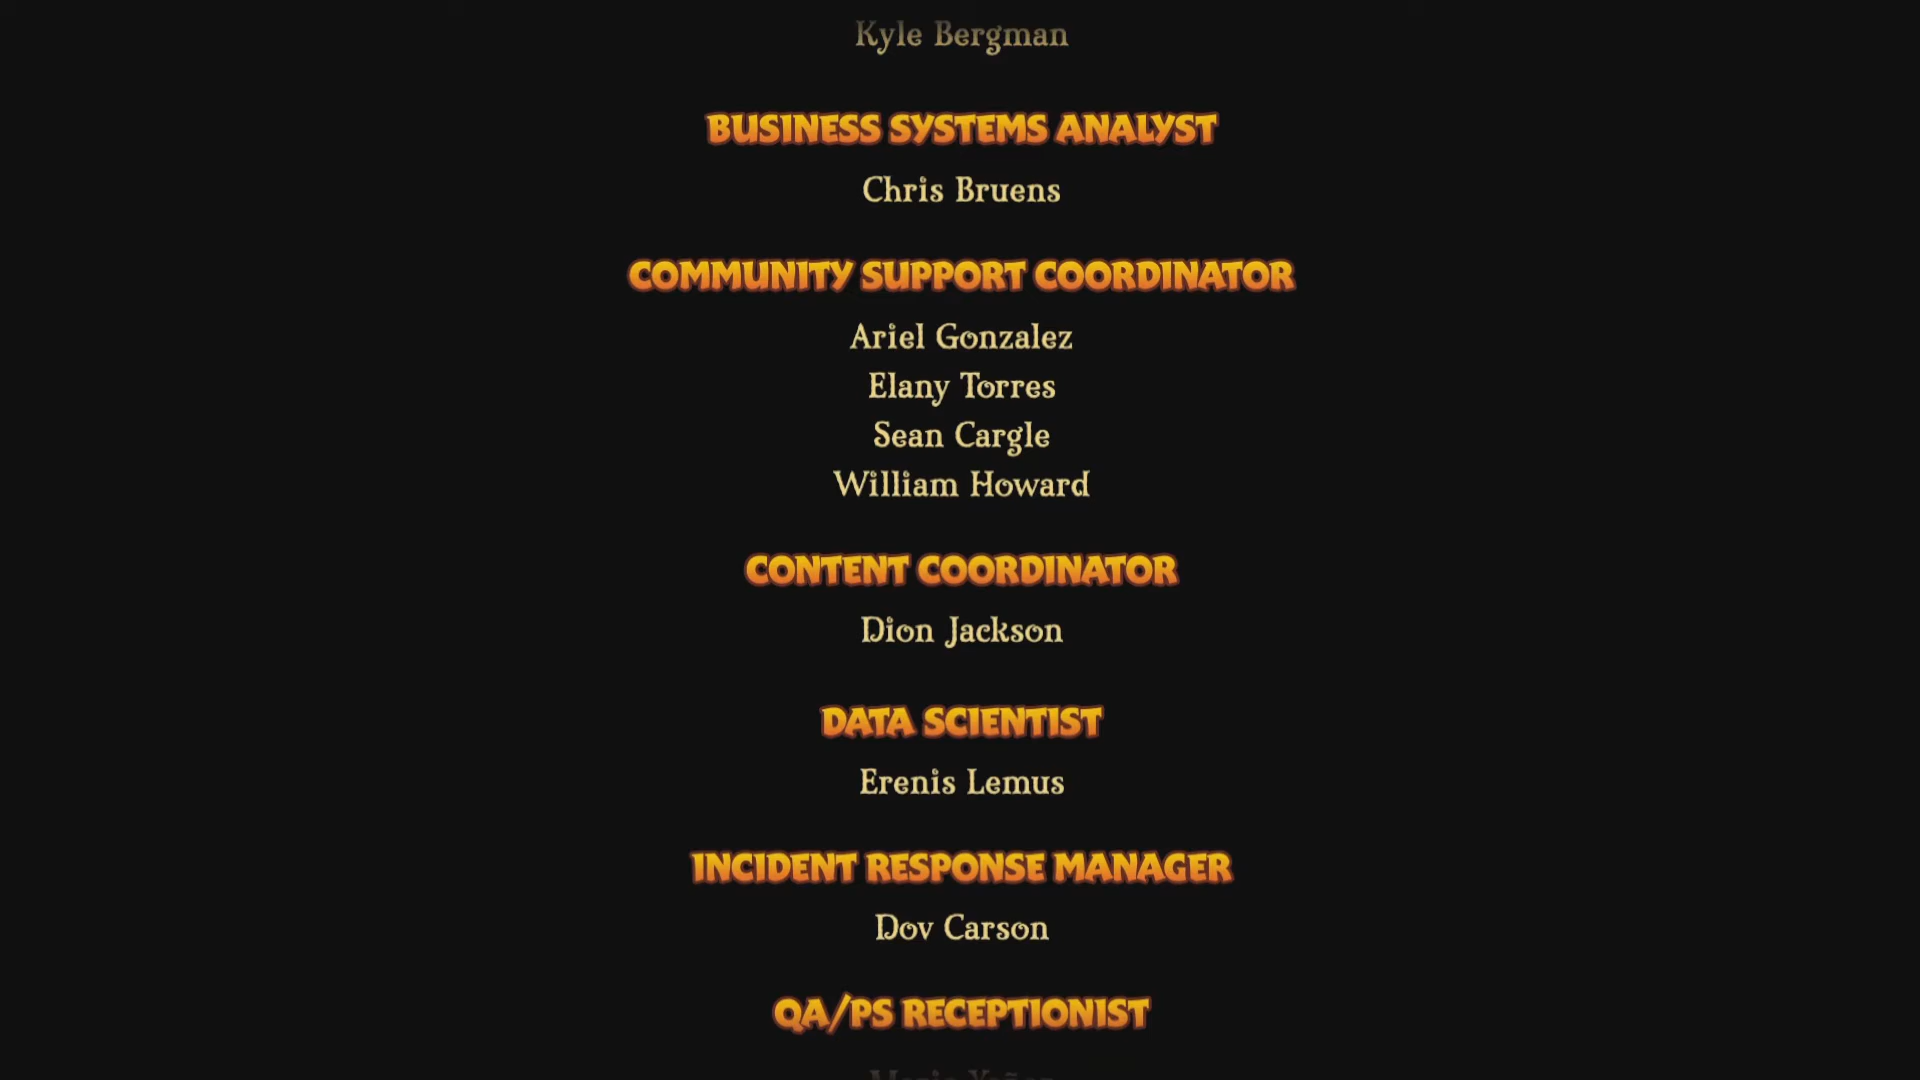 Kyle Bergman
BUSINESS SYSTEMS ANALYST
Chris Bruens
COMMUNITY SUPPORT COORDINATOR
Ariel Gonzalez
Elany Torres
Sean Cargle
William Howard
CONTENT COORDINATOR
Dion Jackson
DATA SCIENTIST
Erenis Lemus
INCIDENT RESPONSE MANAGER
Dov Carson
QA/PS RECEPTIONIST